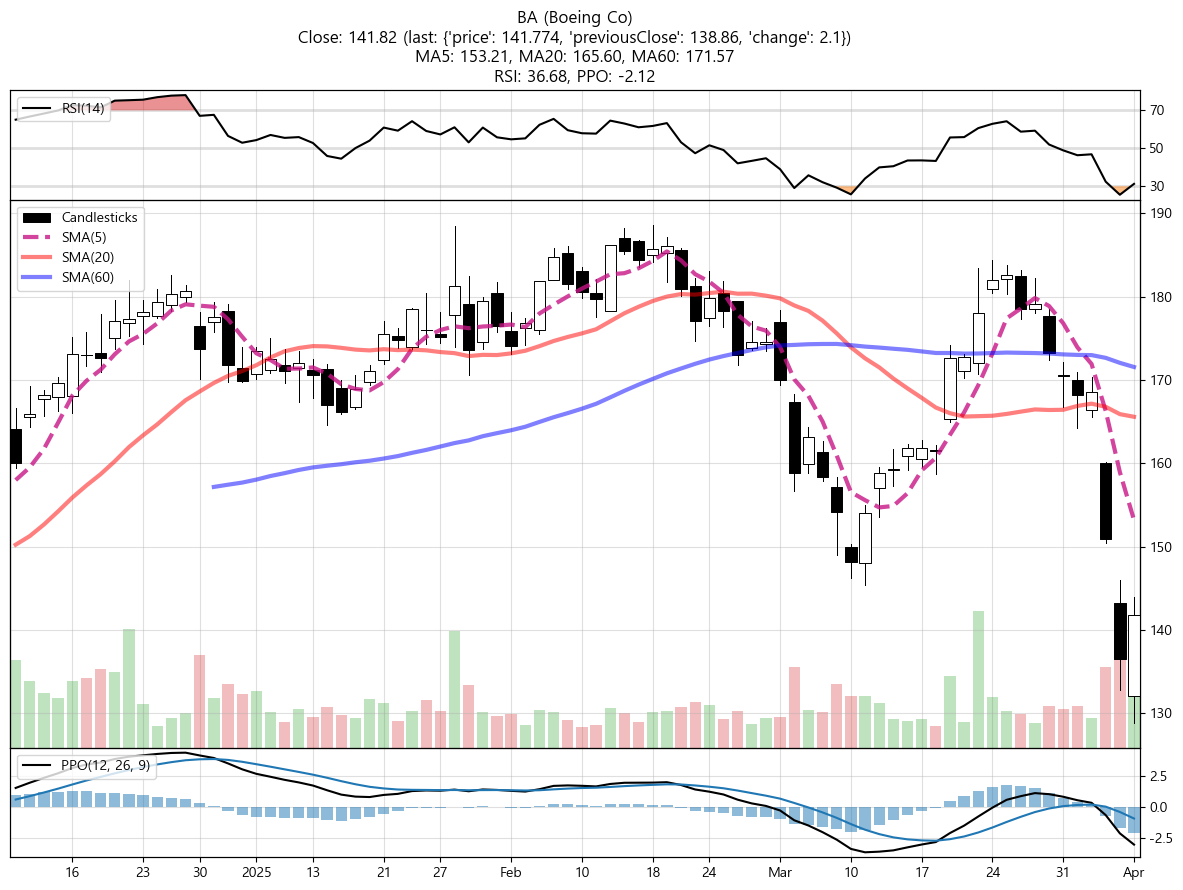 BA (Boeing Co)
Close: 141.82 (last: {'price': 141.774, 'previousClose': 138.86, 'change': 2.1})
MA5: 153.21, MA20: 165.60, MA60: 171.57
RSI: 36.68, PPO: -2.12
RSI(14)
70
50
30
Candlesticks
SMA(5)
SMA(20)
SMA(60)
190
180
170
160
150
140
130
PPO(12, 26, 9)
2.5
0.0
-2.5
16 23 30 2025 13 21 27 Feb 10 18 24 Mar 10 17 24 31 Apr